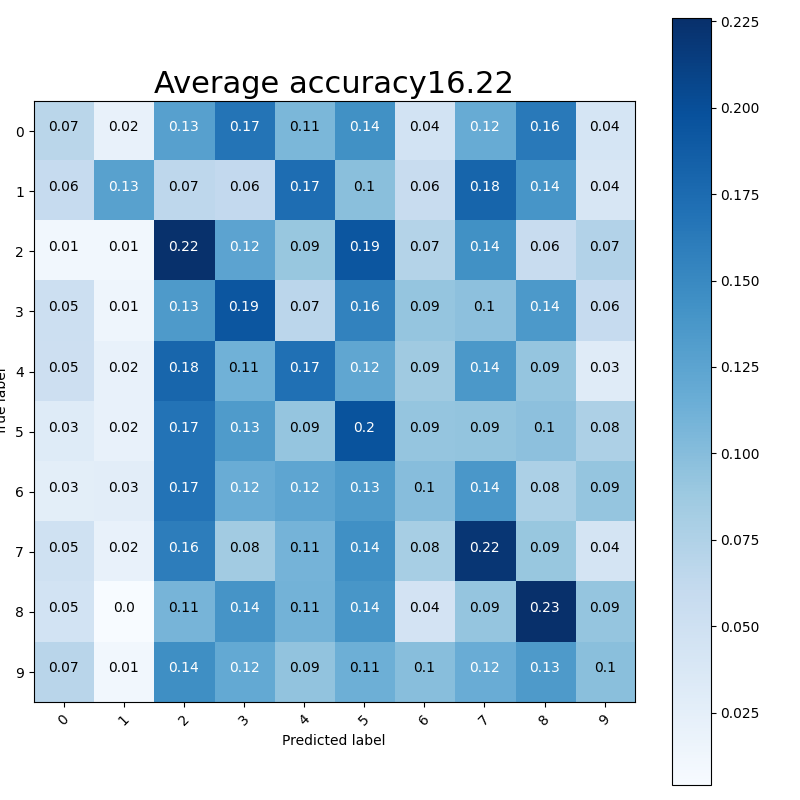 Average accuracy16.22
0 0.07 0.02 0.13 0.17 0.11 0.14 0.04 0.12 0.16 0.04
1 0.06 0.13 0.07 0.06 0.17 0.1 0.06 0.18 0.14 0.04
2 0.01 0.01 0.22 0.12 0.09 0.19 0.07 0.14 0.06 0.07
3 0.05 0.01 0.13 0.19 0.07 0.16 0.09 0.1 0.14 0.06
4 0.05 0.02 0.18 0.11 0.17 0.12 0.09 0.14 0.09 0.03
5 0.03 0.02 0.17 0.13 0.09 0.2 0.09 0.09 0.1 0.08
6 0.03 0.03 0.17 0.12 0.12 0.13 0.1 0.14 0.08 0.09
7 0.05 0.02 0.16 0.08 0.11 0.14 0.08 0.22 0.09 0.04
8 0.05 0.0 0.11 0.14 0.11 0.14 0.04 0.09 0.23 0.09
9 0.07 0.01 0.14 0.12 0.09 0.11 0.1 0.12 0.13 0.1
0 1 2 3 4 5 6 7 8 9
Predicted label
0.225
0.200
0.175
0.150
0.125
0.100
0.075
0.050
0.025